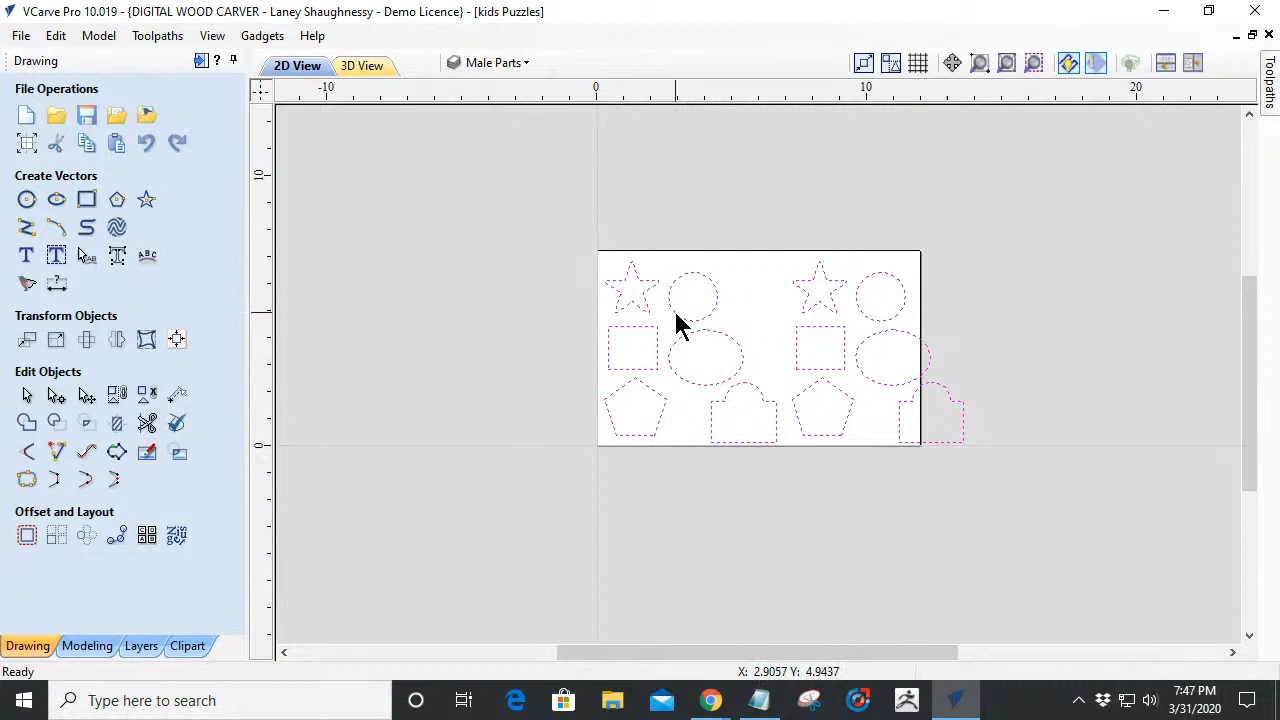 VCarve Pro 10.019 - {DIGITAL WOOD CARVER - Laney Shaughnessy - Demo Licence} - [kids Puzzles]
File Edit Model Toolpaths View Gadgets Help
Drawing
2D View 3D View Male Parts
Toolpaths
File Operations
-10 0 10 20
10
0
Create Vectors
Transform Objects
Edit Objects
Offset and Layout
Drawing Modeling Layers Clipart
Ready X: 2.9057 Y: 4.9437
Type here to search
7:47 PM
3/31/2020